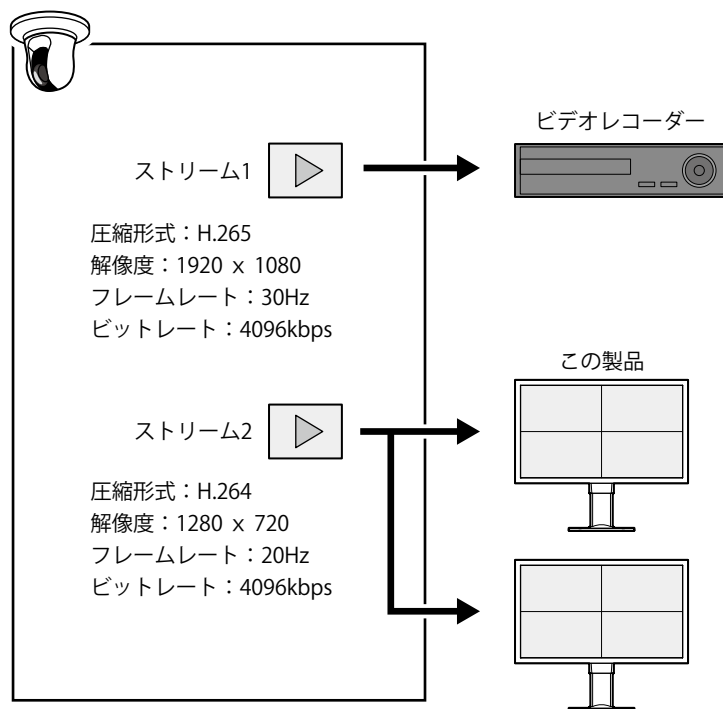 ビデオレコーダー
ストリーム1
圧縮形式：H.265
解像度：1920 x 1080
フレームレート：30Hz
ビットレート：4096kbps
この製品
ストリーム2
圧縮形式：H.264
解像度：1280 x 720
フレームレート：20Hz
ビットレート：4096kbps